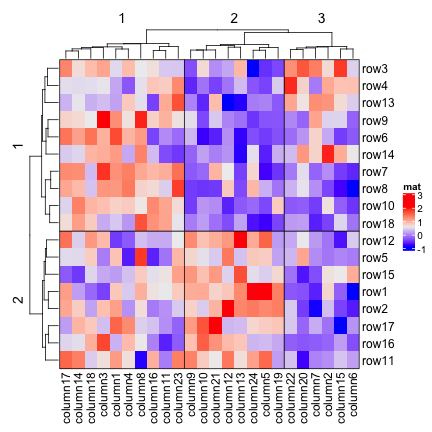 1 2 3
1
2
row3
row4
row13
row9
row6
row14
row7
row8
row10
row18
row12
row5
row15
row1
row2
row17
row16
row11
column17
column14
column18
column3
column1
column4
column8
column16
column11
column23
column9
column10
column21
column12
column13
column24
column5
column19
column22
column20
column7
column2
column15
column6
mat
3
2
1
0
-1